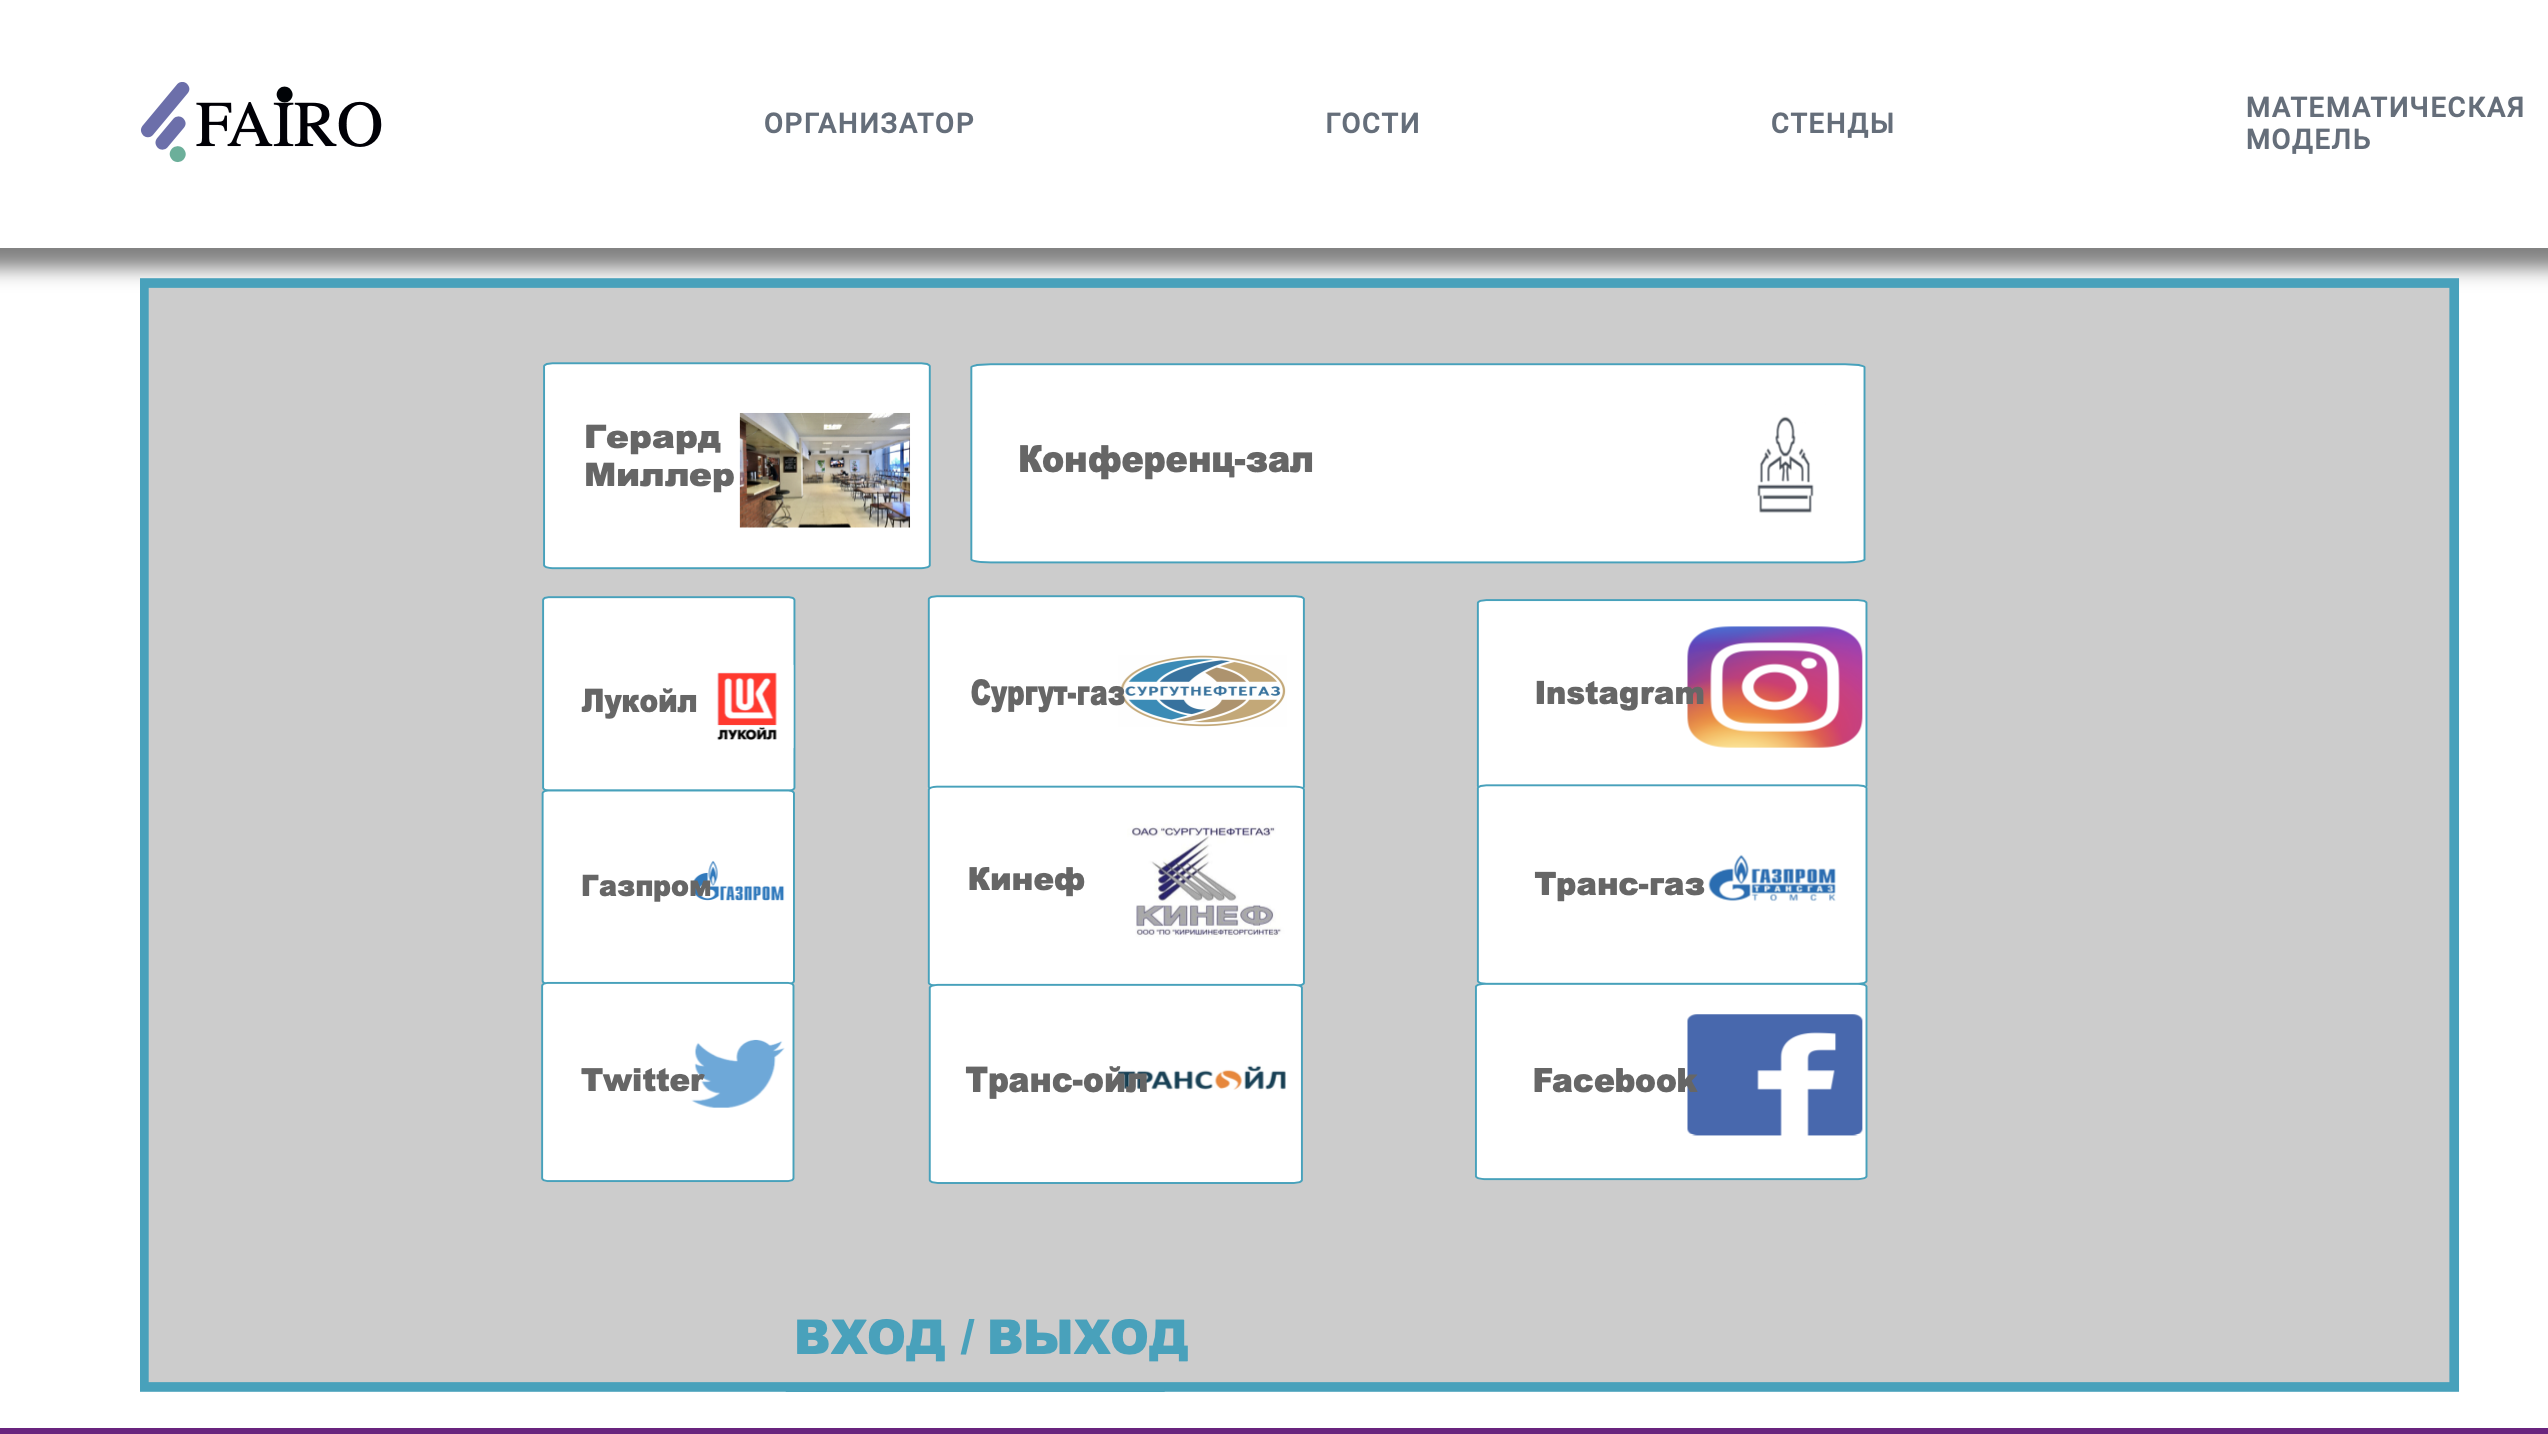 FAIRO
ОРГАНИЗАТОР
ГОСТИ
СТЕНДЫ
МАТЕМАТИЧЕСКАЯ
МОДЕЛЬ
Герард
Миллер
Конференц-зал
Лукойл
ЛУКОЙЛ
Сургут-газ
СУРГУТНЕФТЕГАЗ
Instagram
Газпром
ГАЗПРОМ
Кинеф
ОАО "СУРГУТНЕФТЕГАЗ"
КИНЕФ
ООО "ПО "КИРИШИНЕФТЕОРГСИНТЕЗ"
Транс-газ
ГАЗПРОМ
ТРАНСГАЗ
ТОМСК
Twitter
Транс-ойл
ТРАНСОЙЛ
Facebook
ВХОД / ВЫХОД